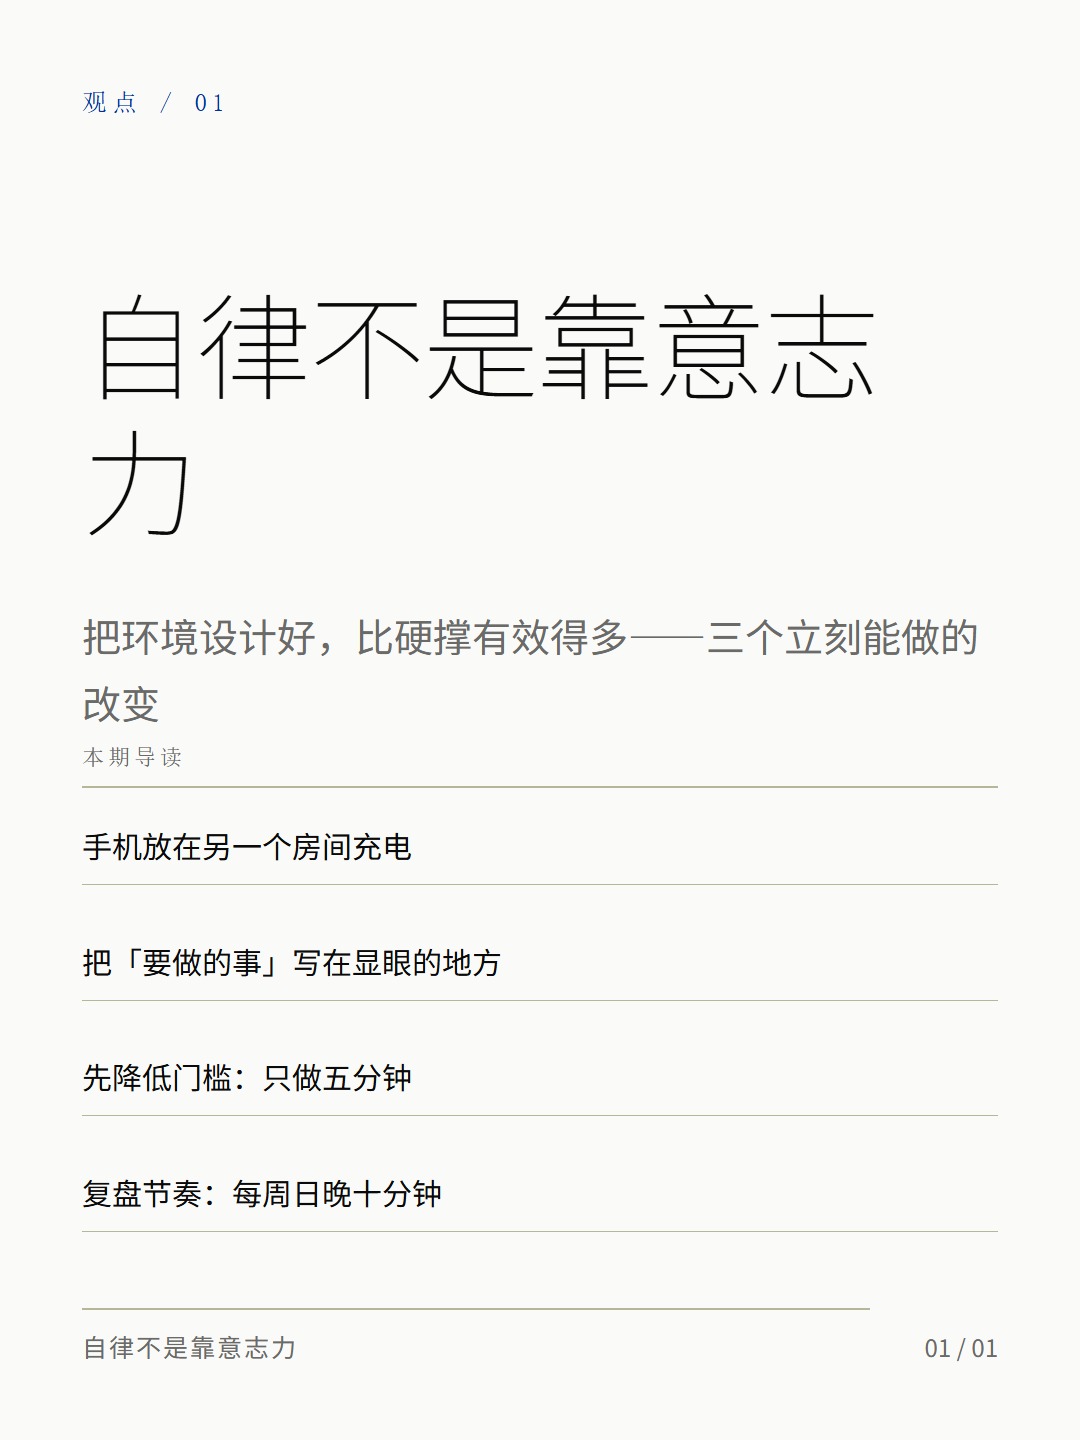 观点 / 01
自律不是靠意志
力
把环境设计好，比硬撑有效得多——三个立刻能做的
改变
本期导读
手机放在另一个房间充电
把「要做的事」写在显眼的地方
先降低门槛：只做五分钟
复盘节奏：每周日晚十分钟
自律不是靠意志力
01 / 01